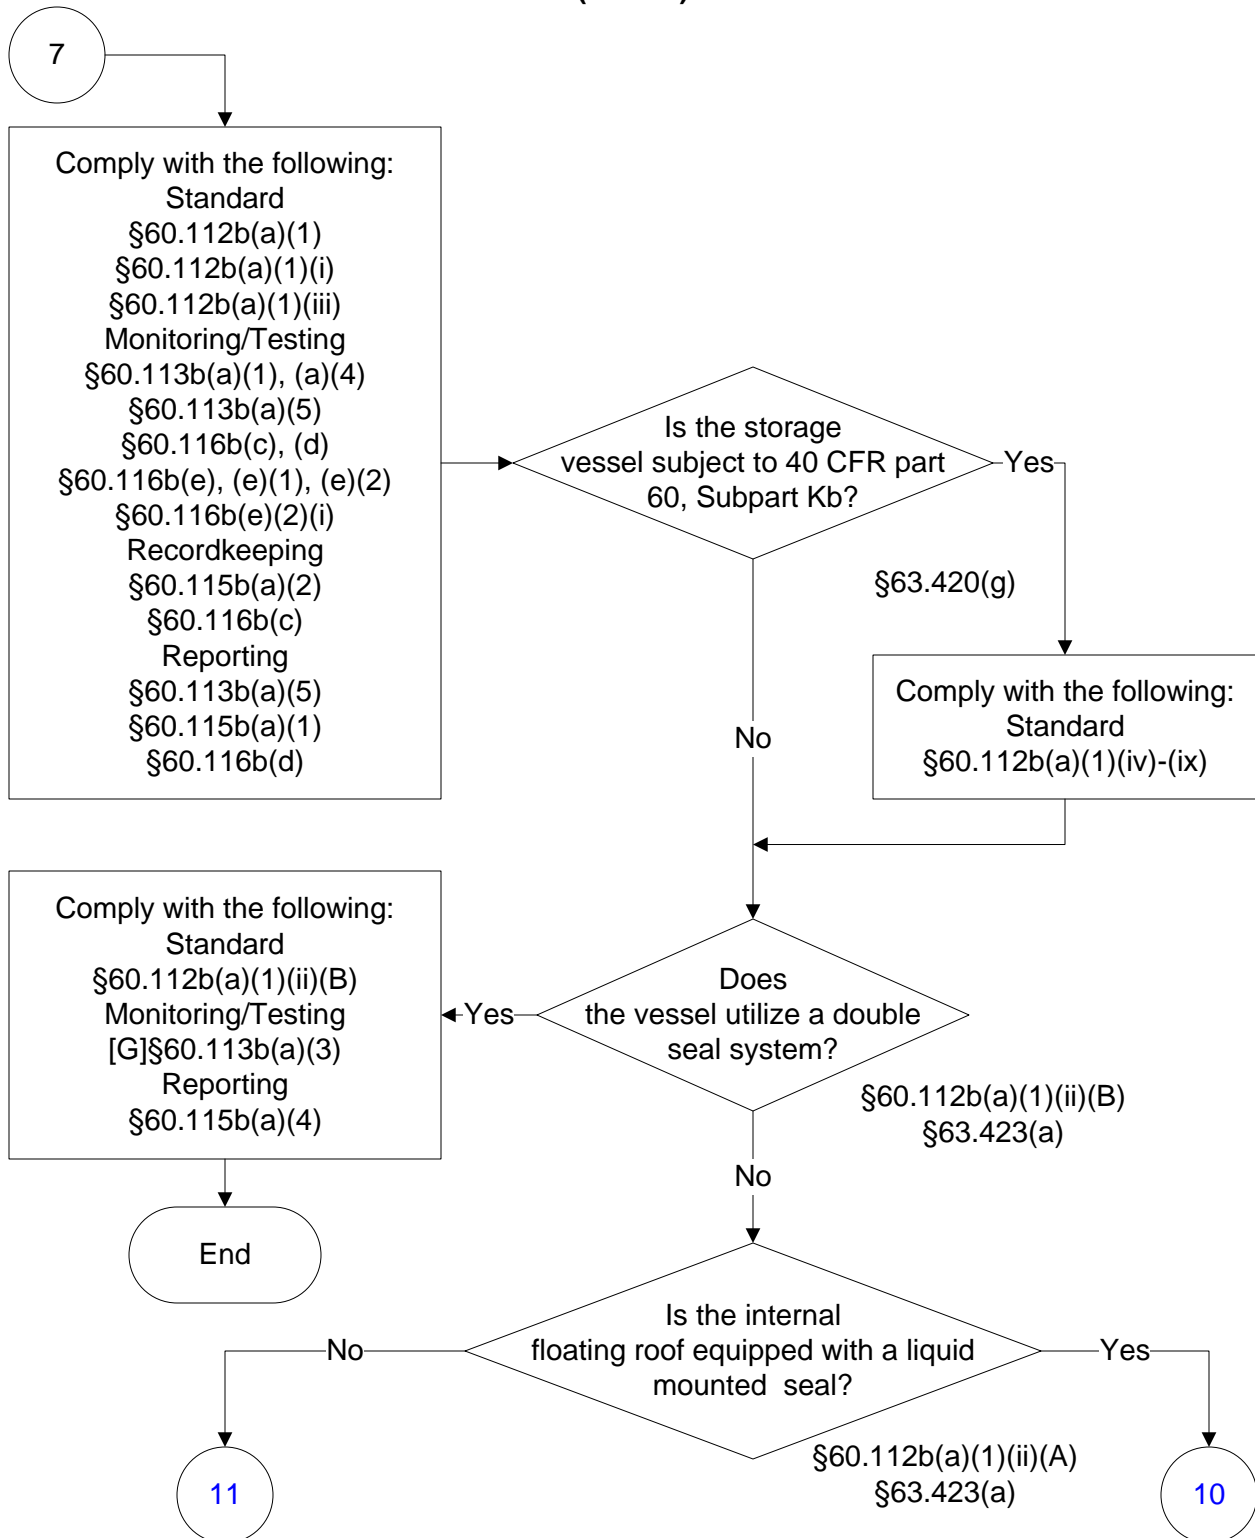 7
Comply with the following:
Standard
§60.112b(a)(1)
§60.112b(a)(1)(i)
§60.112b(a)(1)(iii)
Monitoring/Testing
§60.113b(a)(1), (a)(4)
§60.113b(a)(5)
§60.116b(c), (d)
§60.116b(e), (e)(1), (e)(2)
§60.116b(e)(2)(i)
Recordkeeping
§60.115b(a)(2)
§60.116b(c)
Reporting
§60.113b(a)(5)
§60.115b(a)(1)
§60.116b(d)
Is the storage
vessel subject to 40 CFR part
60, Subpart Kb?
Yes
§63.420(g)
Comply with the following:
Standard
§60.112b(a)(1)(iv)-(ix)
No
Does
the vessel utilize a double
seal system?
§60.112b(a)(1)(ii)(B)
§63.423(a)
Yes
Comply with the following:
Standard
§60.112b(a)(1)(ii)(B)
Monitoring/Testing
[G]§60.113b(a)(3)
Reporting
§60.115b(a)(4)
End
No
Is the internal
floating roof equipped with a liquid
mounted  seal?
§60.112b(a)(1)(ii)(A)
§63.423(a)
No
11
Yes
10